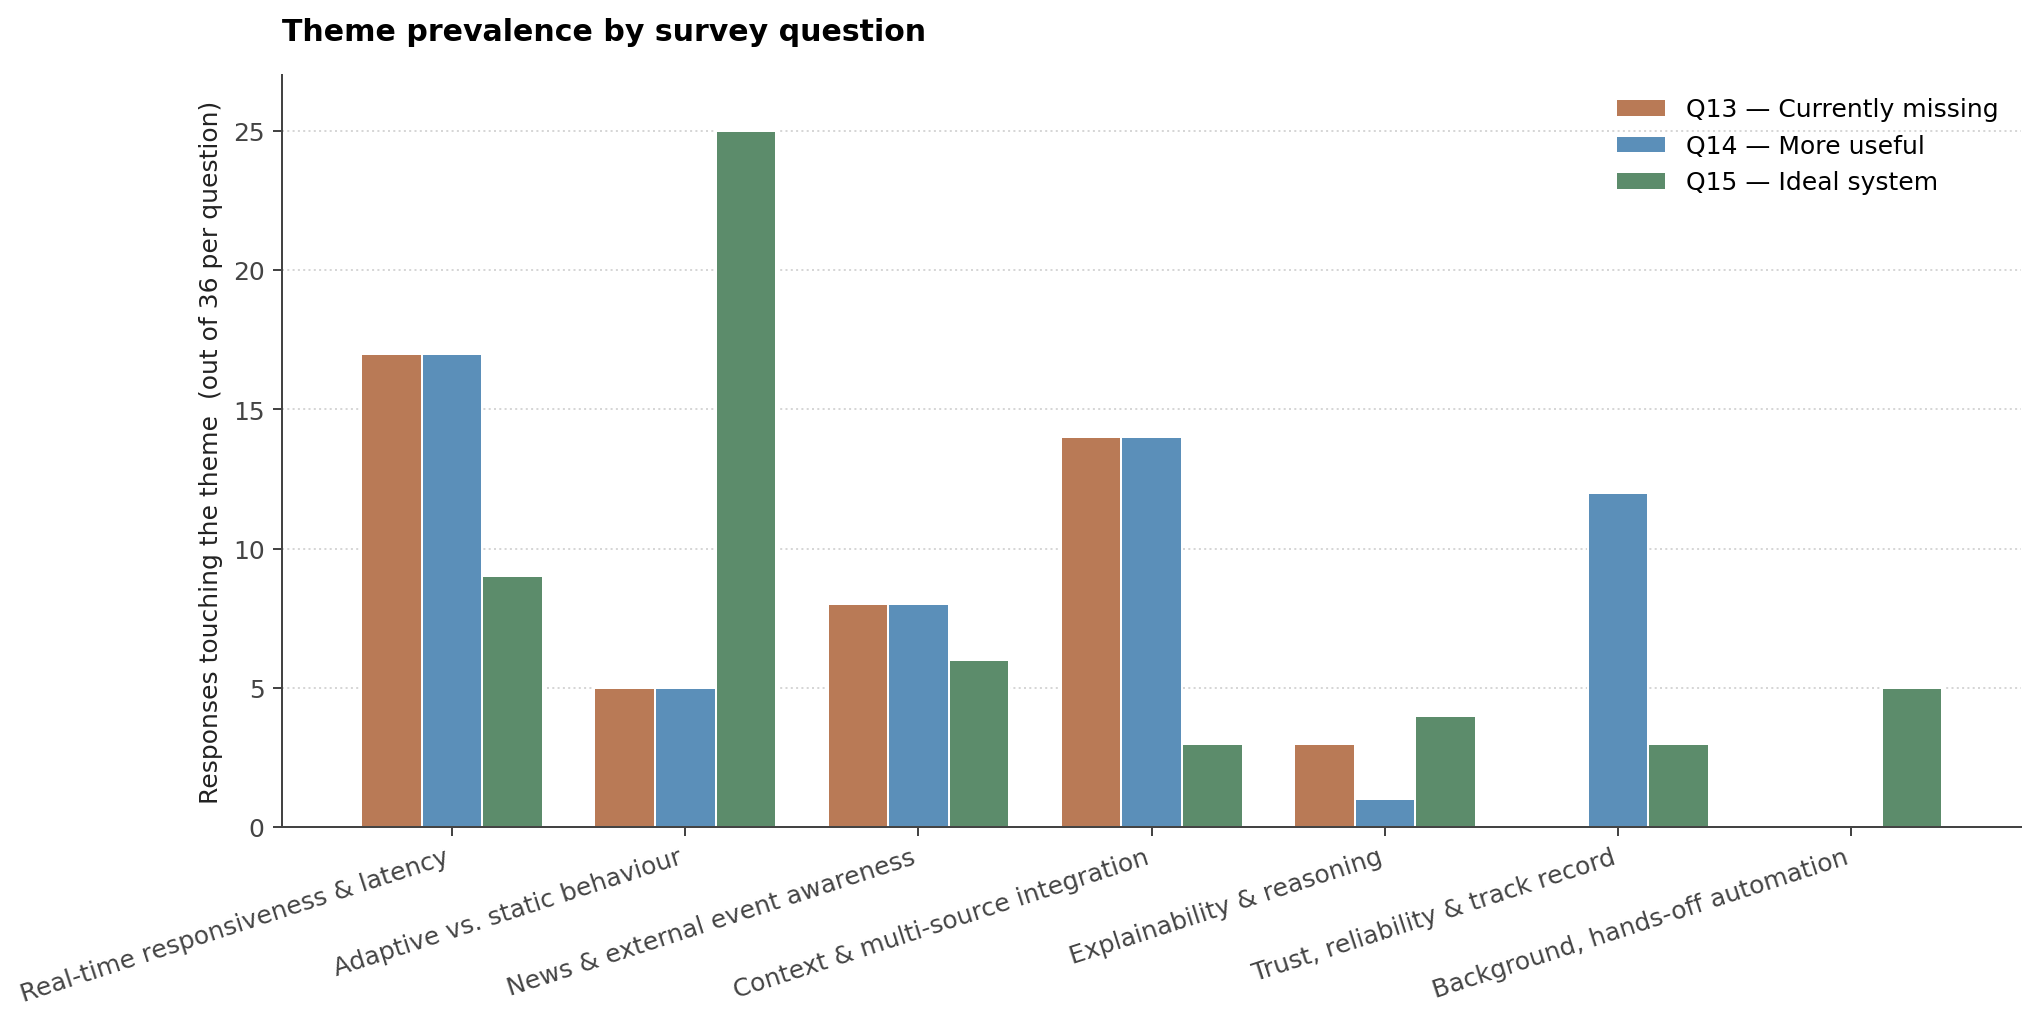 Theme prevalence by survey question
Responses touching the theme  (out of 36 per question)
25
20
15
10
5
0
Q13 — Currently missing
Q14 — More useful
Q15 — Ideal system
Real-time responsiveness & latency
Adaptive vs. static behaviour
News & external event awareness
Context & multi-source integration
Explainability & reasoning
Trust, reliability & track record
Background, hands-off automation